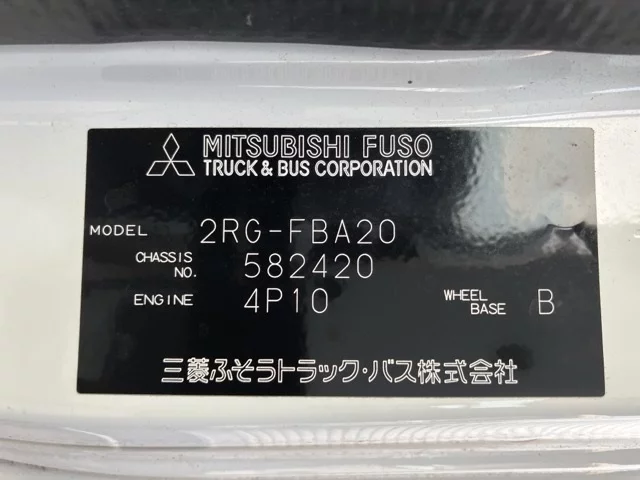 MITSUBISHI FUSO
TRUCK & BUS CORPORATION
MODEL 2RG-FBA20
CHASSIS NO. 582420
ENGINE 4P10 WHEEL BASE B
三菱ふそうトラック・バス株式会社